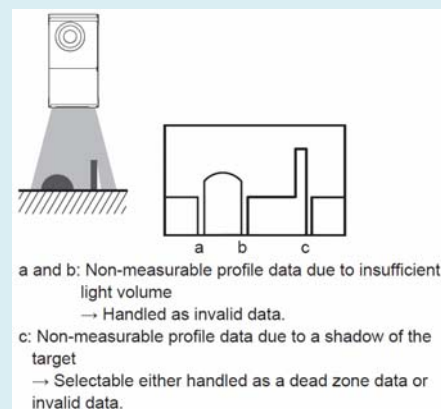 a b c
a and b: Non-measurable profile data due to insufficient
light volume
→ Handled as invalid data.
c: Non-measurable profile data due to a shadow of the
target
→ Selectable either handled as a dead zone data or
invalid data.